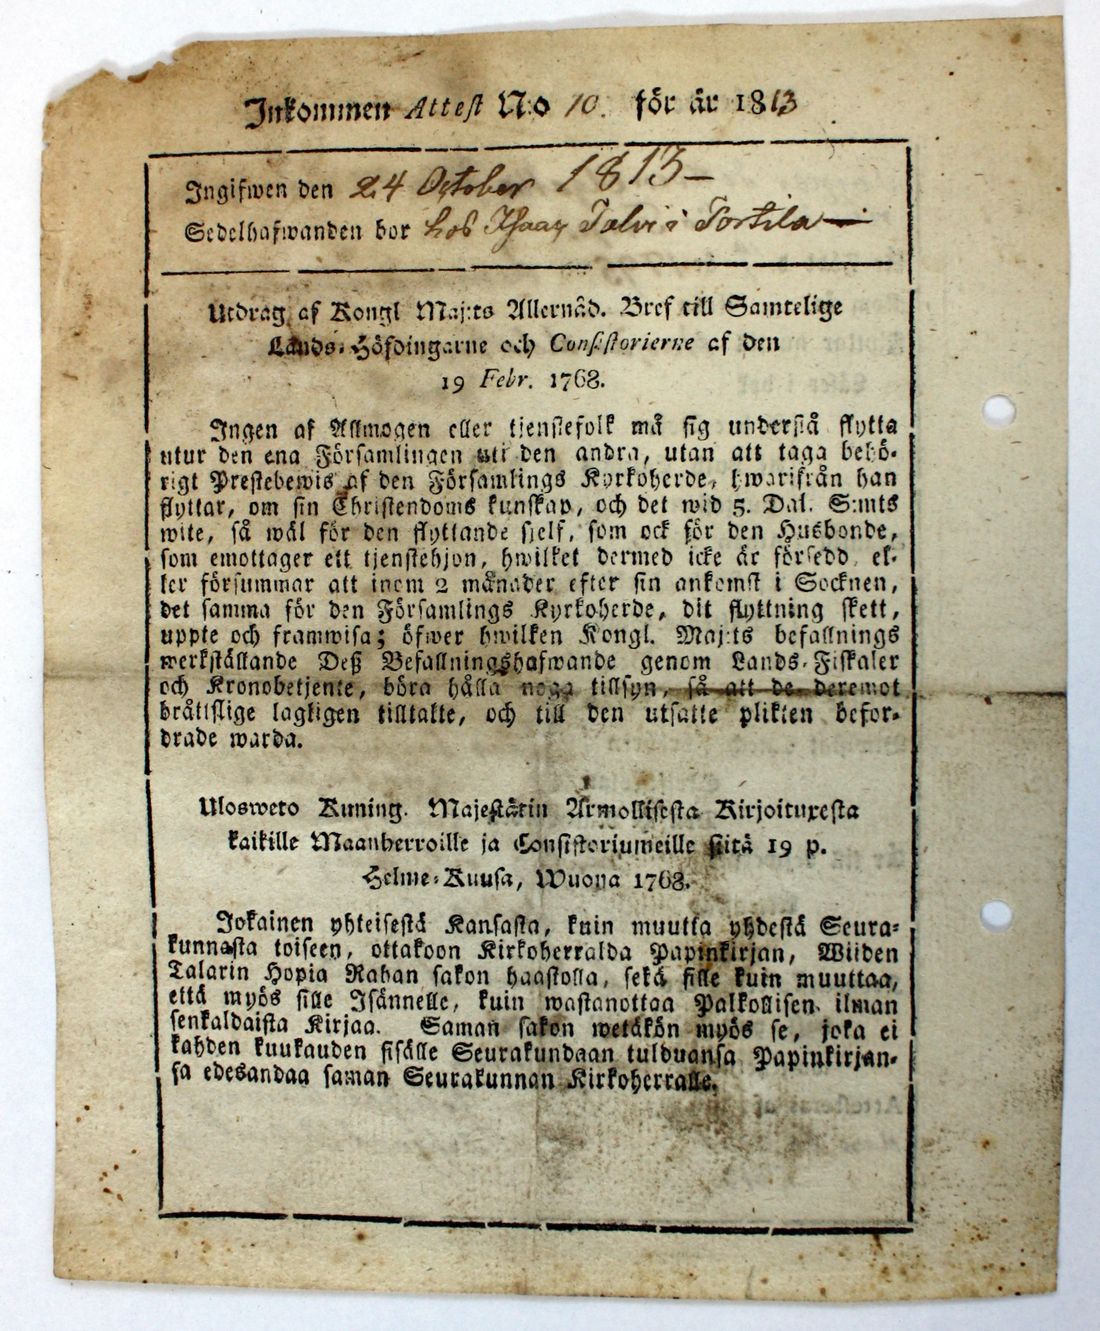 Inkommen Attest N:o 10. för år 1813
Ingifwen den 24 October 1813 –
Sedelhafwanden bor hos Isaac Talvi i Tortila –
Utdrag af Kongl Maj:ts Allernåd. Bref till Samtelige
Lands-Höfdingarne och Consistorierne af den
19 Febr. 1768.
Ingen af Allmogen eller tjenstefolk må sig understå flytta
utur den ena Församlingen uti den andra, utan att taga behö-
rigt Prestebewis af den Församlings Kyrkoherde, hwarifrån han
flyttar, om sin Christendoms kunskap, och det wid 5. Dal. S:mts
wite, så wäl för den flyttande sjelf, som ock för den Husbonde,
som emottager ett tjenstehjon, hwilket dermed icke är försedd, el-
ler försummar att inom 2 månader efter sin ankomst i Socknen,
det samma för den Församlings Kyrkoherde, dit flyttning skett,
uppte och framwisa; öfwer hwilken Kongl. Maj:ts befallnings
werkställande Deß Befallningshafwande genom Lands-Fiskaler
och Kronobetjente, böra hålla noga tillsyn, så att de deremot
bråttslige lagligen tilltalte, och till den utsatte plikten befor-
drade warda.
Ulosweto Kuning. Majestätin Armollisesta Kirjoituxesta
kaikille Maanherroille ja Consistoriumeille siitä 19 p.
Helme-Kuusa, Wuona 1768.
Jokainen yhteisestä Kansasta, kuin muutta yhdestä Seura-
kunnasta toiseen, ottakoon Kirkoherralda Papinkirjan, Wiiden
Talarin Hopia Rahan sakon haastolla, sekä sille kuin muuttaa,
että myös sille Isännelle, kuin wastanottaa Palkollisen ilman
senkaldaista Kirjaa. Saman sakon wetäkön myös se, joka ei
kahden kuukauden sisälle Seurakundaan tulduansa Papinkirjan-
sa edesandaa saman Seurakunnan Kirkoherralle.